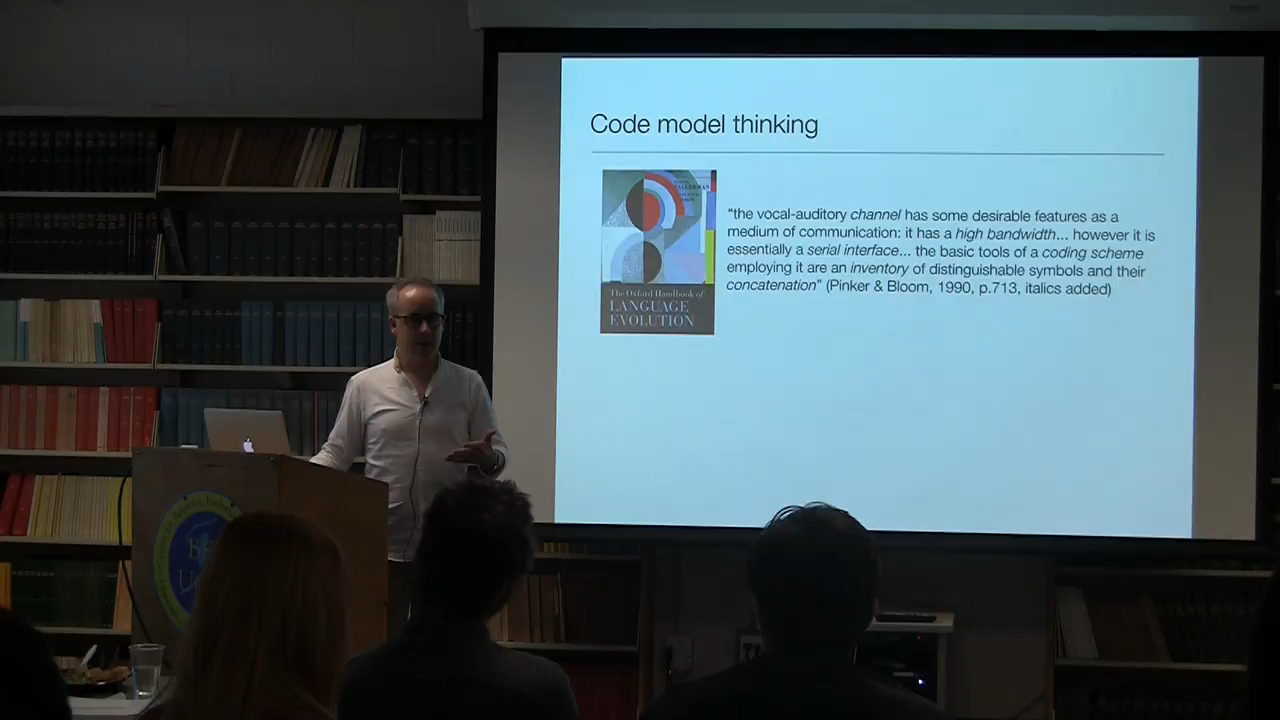 Code model thinking
"the vocal-auditory channel has some desirable features as a
medium of communication: it has a high bandwidth... however it is
essentially a serial interface... the basic tools of a coding scheme
employing it are an inventory of distinguishable symbols and their
concatenation" (Pinker & Bloom, 1990, p.713, italics added)
The Oxford Handbook of
LANGUAGE
EVOLUTION